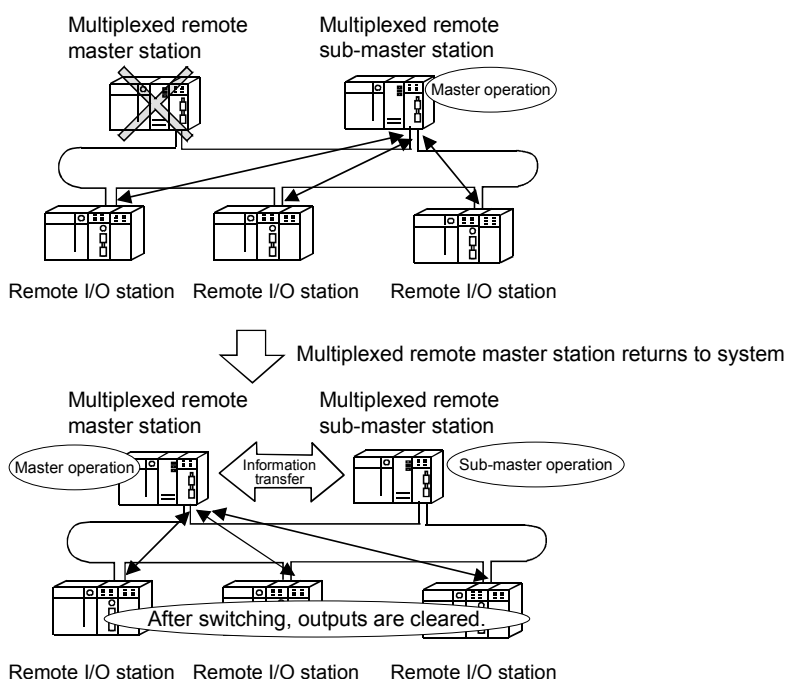 Multiplexed remote
master station
Multiplexed remote
sub-master station
Master operation
Remote I/O station
Remote I/O station
Remote I/O station
Multiplexed remote master station returns to system
Multiplexed remote
master station
Multiplexed remote
sub-master station
Master operation
Information
transfer
Sub-master operation
After switching, outputs are cleared.
Remote I/O station
Remote I/O station
Remote I/O station